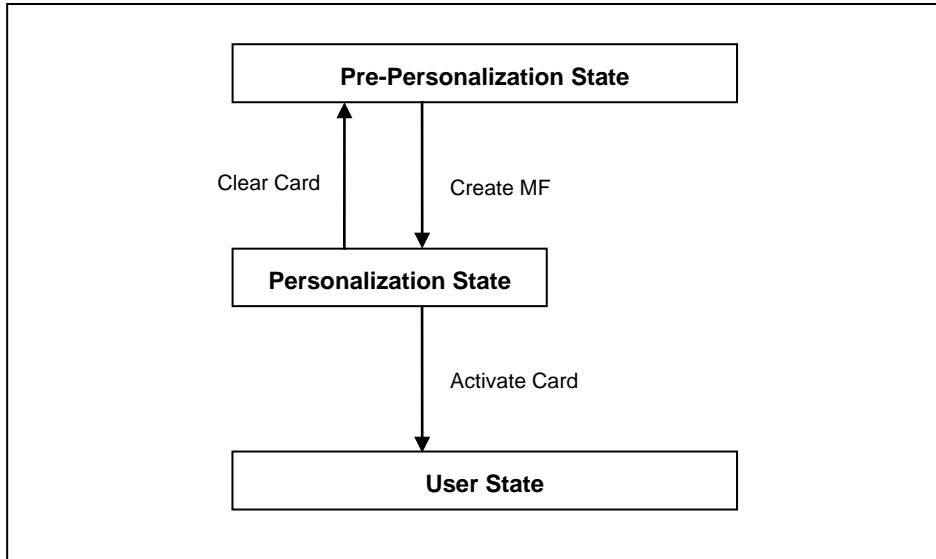 Pre-Personalization State
Clear Card
Create MF
Personalization State
Activate Card
User State